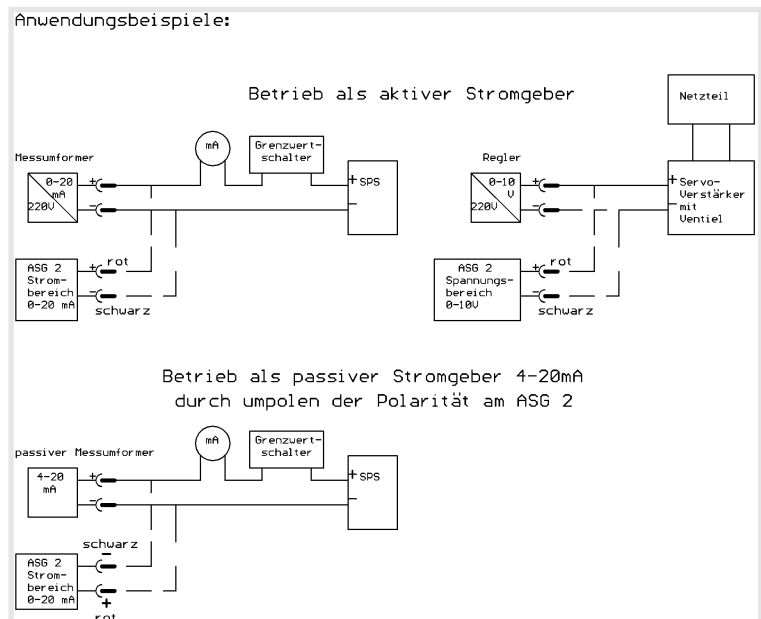 Anwendungsbeispiele:
Betrieb als aktiver Stromgeber
Messumformer
0-20
mA
220V
+
-
mA
Grenzwert-
schalter
+
SPS
-
ASG 2
Strom-
bereich
0-20 mA
+
rot
-
schwarz
Regler
0-10
V
220V
+
-
Netzteil
+
Servo-
Verstärker
-
mit
Ventiel
ASG 2
Spannungs-
bereich
0-10V
+
rot
-
schwarz
Betrieb als passiver Stromgeber 4-20mA
durch umpolen der Polarität am ASG 2
passiver Messumformer
4-20
mA
+
-
mA
Grenzwert-
schalter
+
SPS
-
ASG 2
Strom-
bereich
0-20 mA
schwarz
-
+
rot